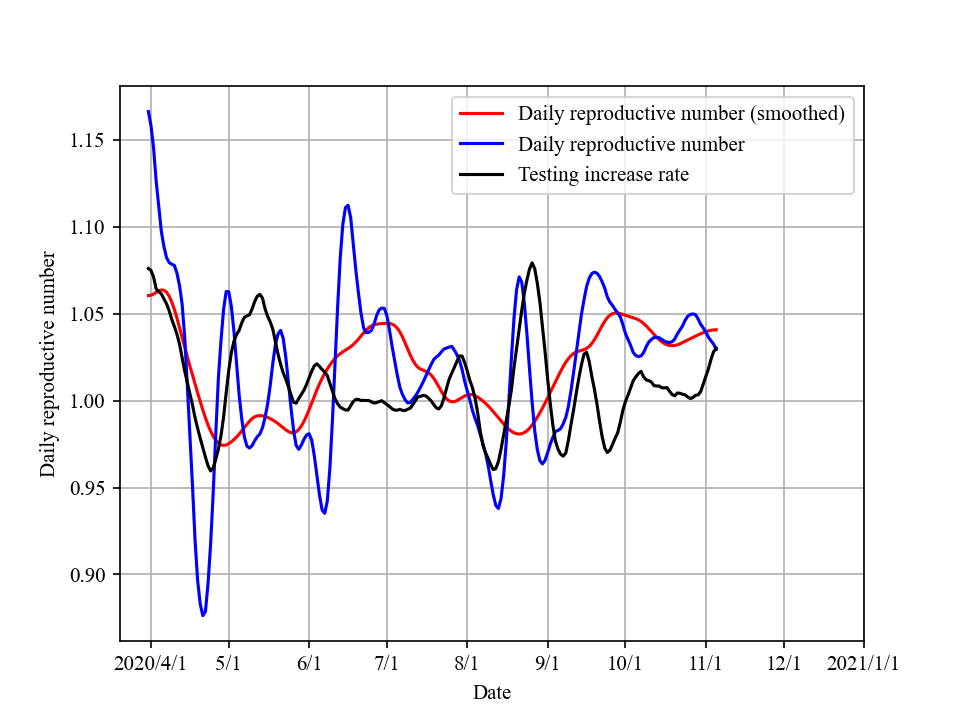 Daily reproductive number (smoothed)
Daily reproductive number
Testing increase rate
Daily reproductive number
1.15
1.10
1.05
1.00
0.95
0.90
2020/4/1 5/1 6/1 7/1 8/1 9/1 10/1 11/1 12/1 2021/1/1
Date